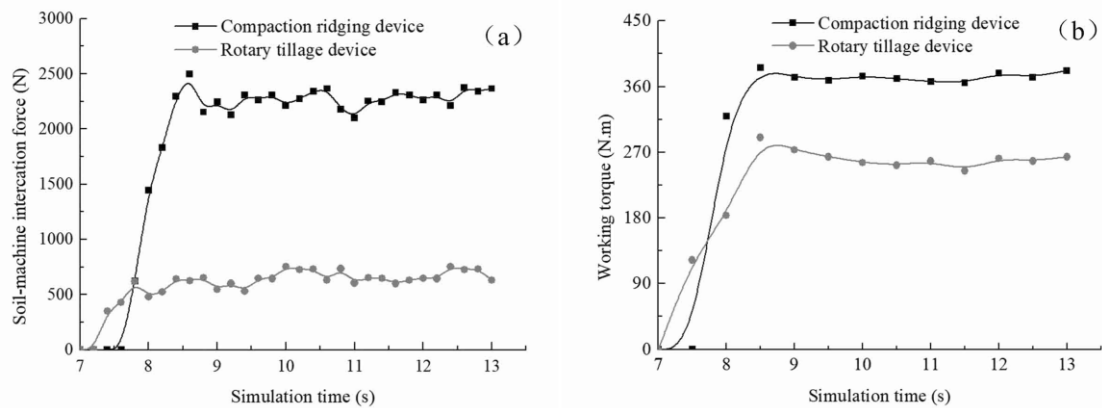 Compaction ridging device
Rotary tillage device
(a)
Soil-machine intercation force (N)
3000
2500
2000
1500
1000
500
0
7 8 9 10 11 12 13
Simulation time (s)
Compaction ridging device
Rotary tillage device
(b)
Working torque (N.m)
450
360
270
180
90
0
7 8 9 10 11 12 13
Simulation time (s)